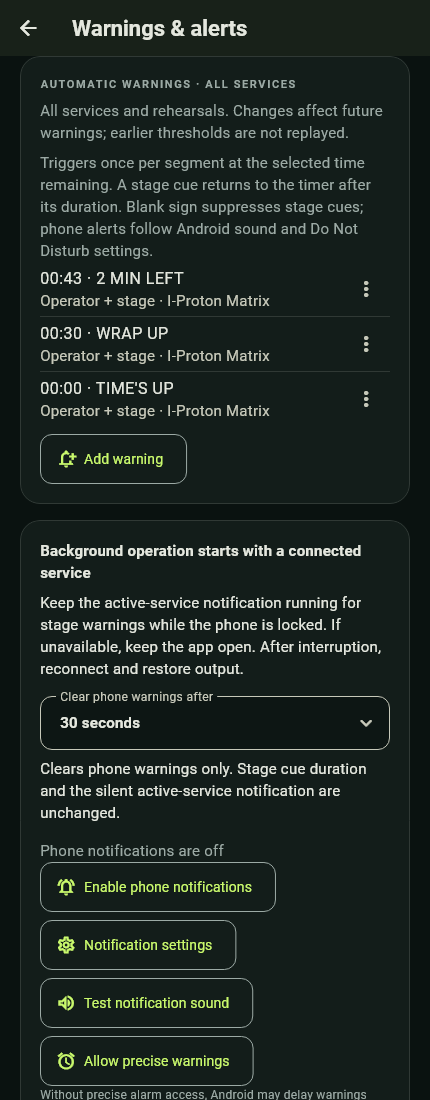 Warnings & alerts
AUTOMATIC WARNINGS · ALL SERVICES
All services and rehearsals. Changes affect future
warnings; earlier thresholds are not replayed.
Triggers once per segment at the selected time
remaining. A stage cue returns to the timer after
its duration. Blank sign suppresses stage cues;
phone alerts follow Android sound and Do Not
Disturb settings.
00:43 · 2 MIN LEFT
Operator + stage · I-Proton Matrix
00:30 · WRAP UP
Operator + stage · I-Proton Matrix
00:00 · TIME'S UP
Operator + stage · I-Proton Matrix
Add warning
Background operation starts with a connected
service
Keep the active-service notification running for
stage warnings while the phone is locked. If
unavailable, keep the app open. After interruption,
reconnect and restore output.
Clear phone warnings after
30 seconds
Clears phone warnings only. Stage cue duration
and the silent active-service notification are
unchanged.
Phone notifications are off
Enable phone notifications
Notification settings
Test notification sound
Allow precise warnings
Without precise alarm access, Android may delay warnings